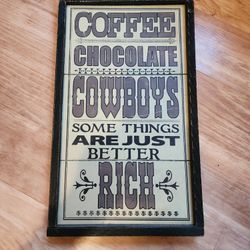 COFFEE
CHOCOLATE
COWBOYS
SOME THINGS
ARE JUST
BETTER
RICH